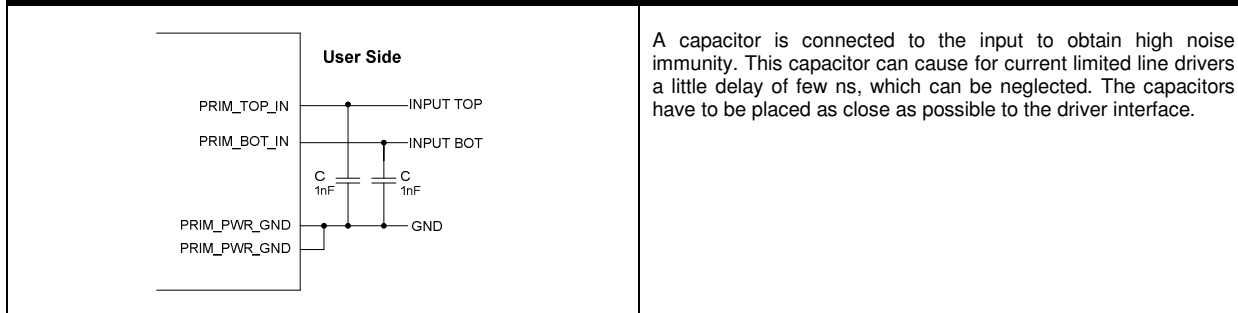 User Side
PRIM_TOP_IN
INPUT TOP
PRIM_BOT_IN
INPUT BOT
C
1nF
C
1nF
PRIM_PWR_GND
GND
PRIM_PWR_GND
A capacitor is connected to the input to obtain high noise
immunity. This capacitor can cause for current limited line drivers
a little delay of few ns, which can be neglected. The capacitors
have to be placed as close as possible to the driver interface.